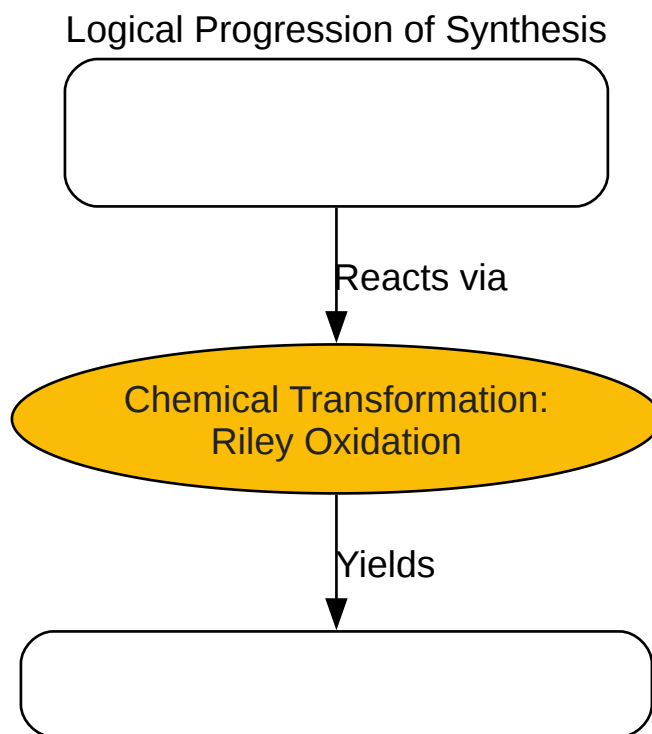 Logical Progression of Synthesis
Reacts via
Chemical Transformation:
Riley Oxidation
Yields